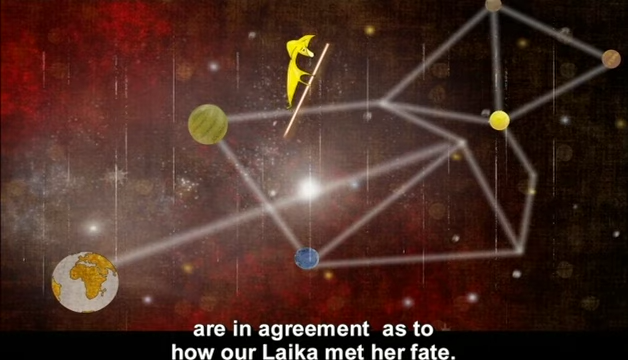 are in agreement  as to
how our Laika met her fate.